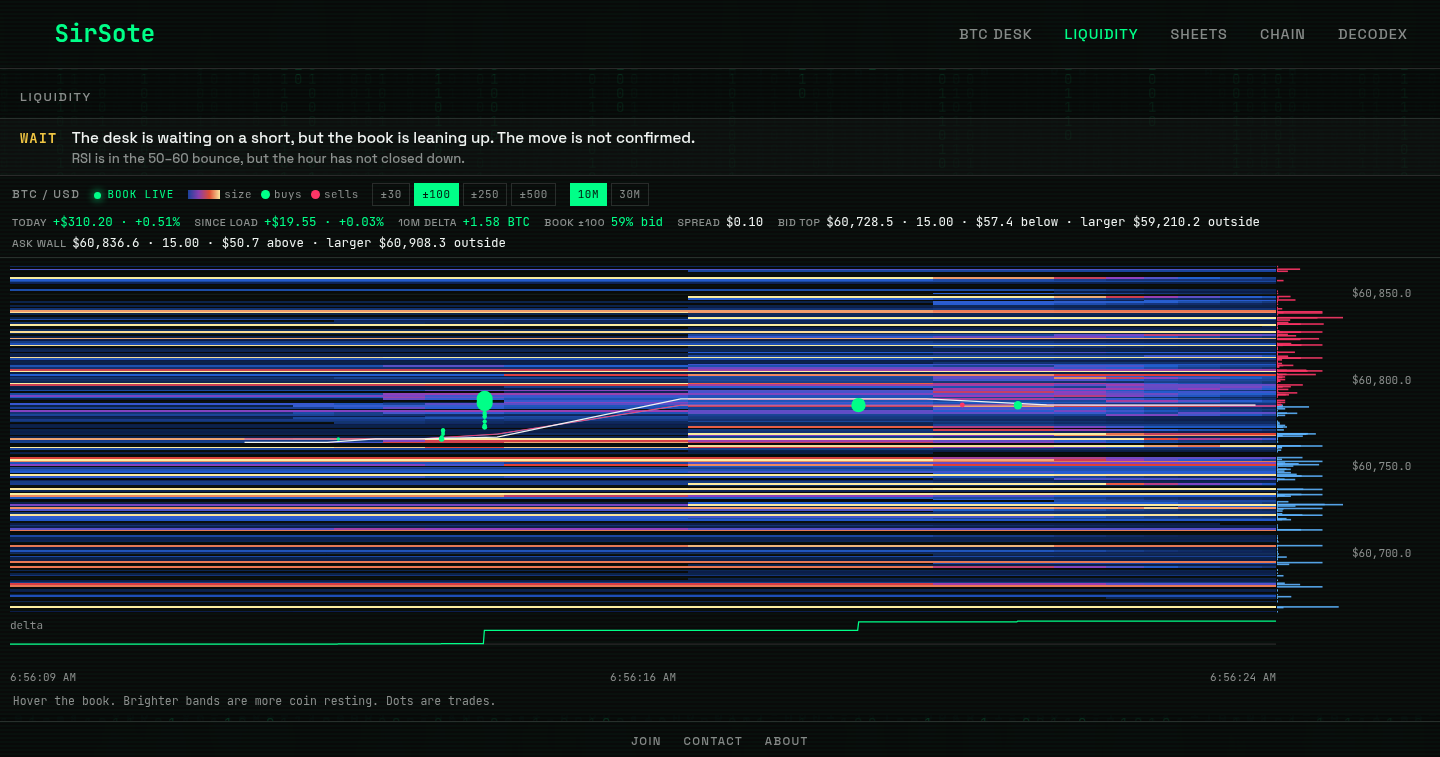 SirSote
BTC DESK LIQUIDITY SHEETS CHAIN DECODEX
LIQUIDITY
WAIT The desk is waiting on a short, but the book is leaning up. The move is not confirmed.
RSI is in the 50–60 bounce, but the hour has not closed down.
BTC / USD BOOK LIVE size buys sells ±30 ±100 ±250 ±500 10M 30M
TODAY +$310.20 · +0.51% SINCE LOAD +$19.55 · +0.03% 10M DELTA +1.58 BTC BOOK ±100 59% bid SPREAD $0.10 BID TOP $60,728.5 · 15.00 · $57.4 below · larger $59,210.2 outside
ASK WALL $60,836.6 · 15.00 · $50.7 above · larger $60,908.3 outside
$60,850.0
$60,800.0
$60,750.0
$60,700.0
delta
6:56:09 AM 6:56:16 AM 6:56:24 AM
Hover the book. Brighter bands are more coin resting. Dots are trades.
JOIN CONTACT ABOUT